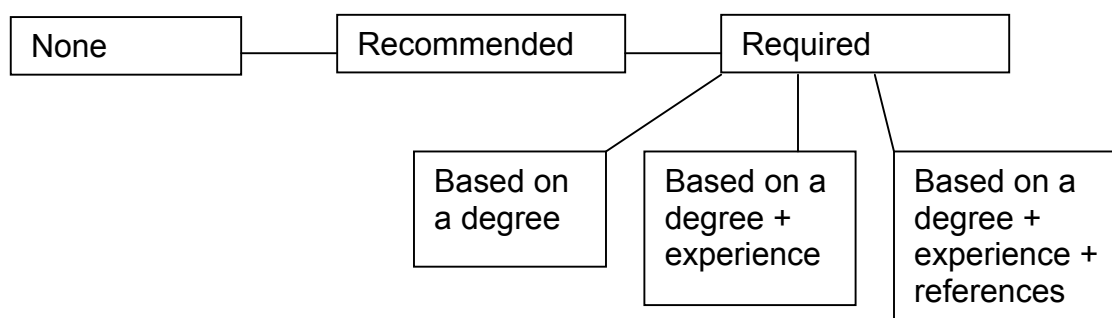 None
Recommended
Required
Based on
a degree
Based on a
degree +
experience
Based on a
degree +
experience +
references